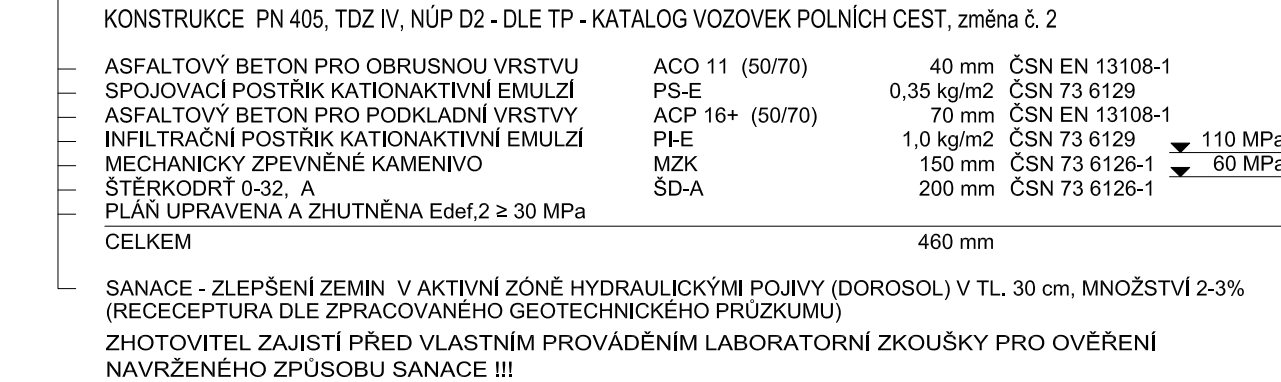 KONSTRUKCE PN 405, TDZ IV, NÚP D2 - DLE TP - KATALOG VOZOVEK POLNÍCH CEST, změna č. 2
ASFALTOVÝ BETON PRO OBRUSNOU VRSTVU ACO 11 (50/70) 40 mm ČSN EN 13108-1
SPOJOVACÍ POSTŘIK KATIONAKTIVNÍ EMULZÍ PS-E 0,35 kg/m2 ČSN 73 6129
ASFALTOVÝ BETON PRO PODKLADNÍ VRSTVY ACP 16+ (50/70) 70 mm ČSN EN 13108-1
INFILTRAČNÍ POSTŘIK KATIONAKTIVNÍ EMULZÍ PI-E 1,0 kg/m2 ČSN 73 6129 110 MPa
MECHANICKY ZPEVNĚNÉ KAMENIVO MZK 150 mm ČSN 73 6126-1 60 MPa
ŠTĚRKODRŤ 0-32, A ŠD-A 200 mm ČSN 73 6126-1
PLÁŇ UPRAVENA A ZHUTNĚNA Edef,2 ≥ 30 MPa
CELKEM 460 mm
SANACE - ZLEPŠENÍ ZEMIN V AKTIVNÍ ZÓNĚ HYDRAULICKÝMI POJIVY (DOROSOL) V TL. 30 cm, MNOŽSTVÍ 2-3%
(RECECEPTURA DLE ZPRACOVANÉHO GEOTECHNICKÉHO PRŮZKUMU)
ZHOTOVITEL ZAJISTÍ PŘED VLASTNÍM PROVÁDĚNÍM LABORATORNÍ ZKOUŠKY PRO OVĚŘENÍ
NAVRŽENÉHO ZPŮSOBU SANACE !!!